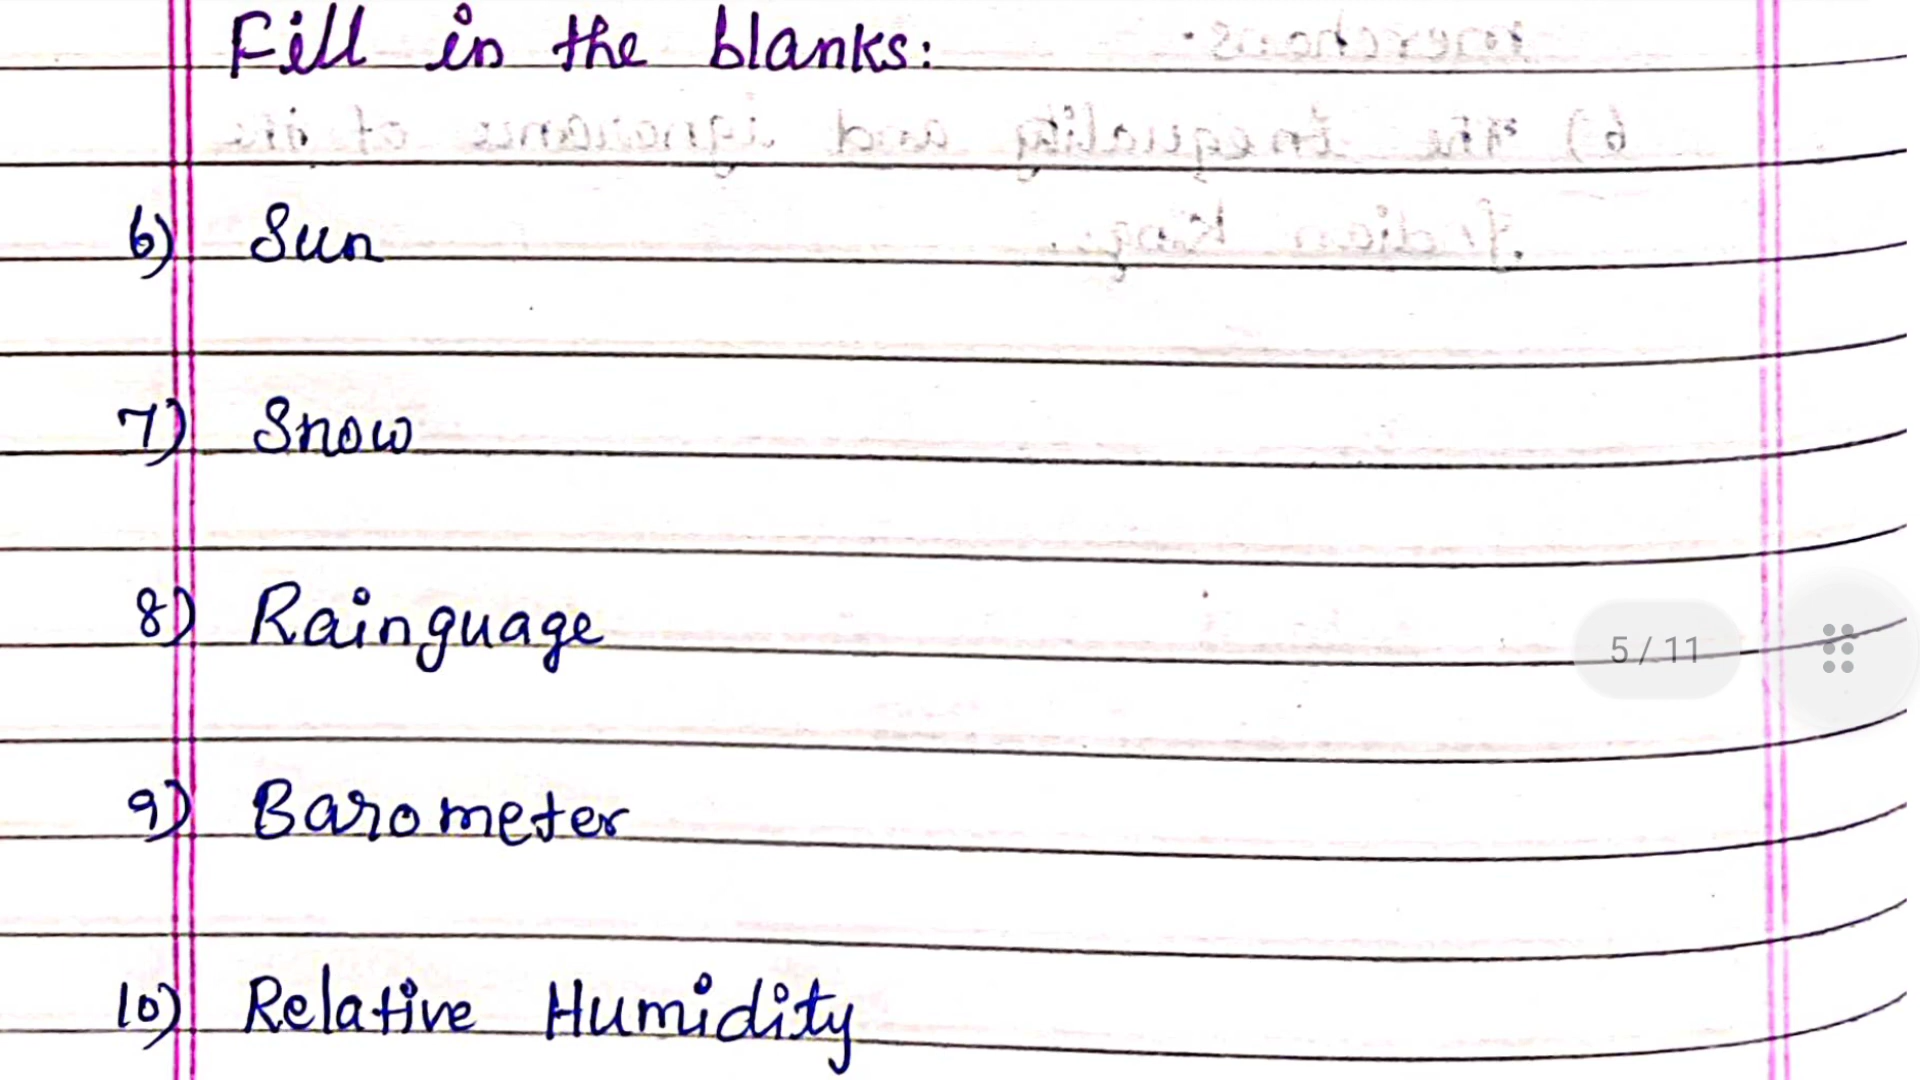 Fill in the blanks:
6) Sun
7) Snow
8) Rainguage
5 / 11
9) Barometer
10) Relative Humidity